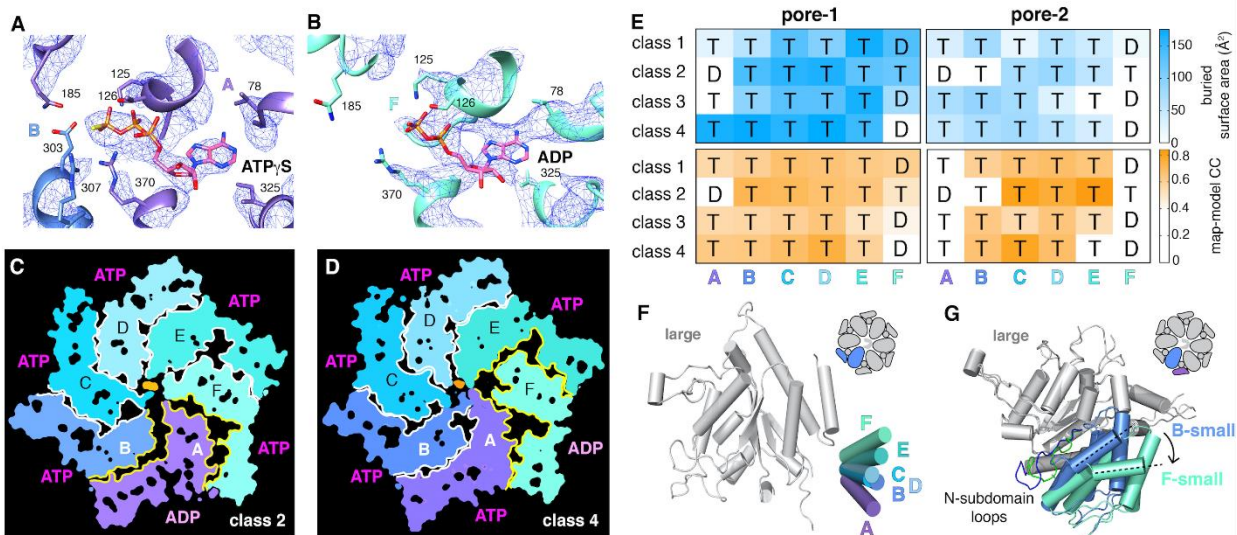 A
B
E
pore-1
pore-2
125
126
A
78
185
B
303
307
370
ATPγS
325
125
185
F
126
78
ADP
370
325
class 1
T T T T T D
T T T T T D
class 2
D T T T T T
D T T T T T
class 3
T T T T T D
T T T T T D
class 4
T T T T T D
T T T T T D
150
100
50
0
buried
surface area (Å²)
class 1
T T T T T D
T T T T T D
class 2
D T T T T T
D T T T T T
class 3
T T T T T D
T T T T T D
class 4
T T T T T D
T T T T T D
0.8
0.6
0.4
0.2
0
map-model CC
A B C D E F
A B C D E F
C
ATP
ATP
D
E
ATP
C
F
B
A
ATP
ATP
ADP
class 2
D
ATP
ATP
D
E
ATP
C
F
B
A
ATP
ADP
ATP
class 4
F
large
F
E
C
D
B
A
G
large
B-small
F-small
N-subdomain
loops